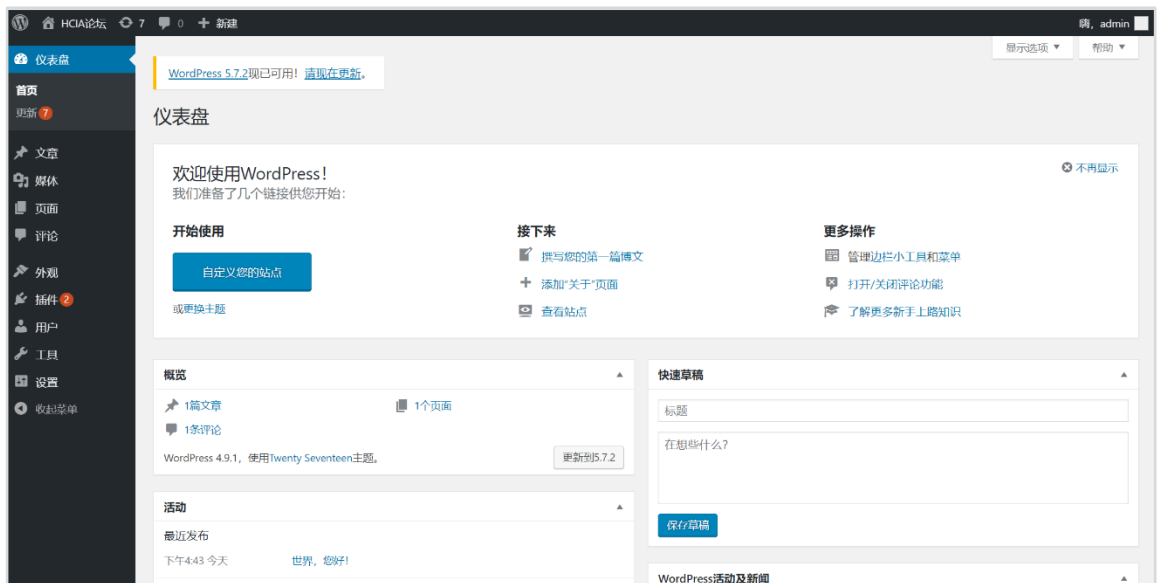 HCIA论坛 7 0 新建 嗨，admin
仪表盘
首页
更新 7
文章
媒体
页面
评论
外观
插件 2
用户
工具
设置
收起菜单
显示选项 帮助
WordPress 5.7.2现已可用！请现在更新。
仪表盘
欢迎使用WordPress！
不再显示
我们准备了几个链接供您开始：
开始使用
自定义您的站点
或更换主题
接下来
撰写您的第一篇博文
添加“关于”页面
查看站点
更多操作
管理边栏小工具和菜单
打开/关闭评论功能
了解更多新手上路知识
概览
1篇文章 1个页面
1条评论
WordPress 4.9.1，使用Twenty Seventeen主题。 更新到5.7.2
活动
最近发布
下午4:43 今天 世界，您好！
快速草稿
标题
在想些什么？
保存草稿
WordPress活动及新闻